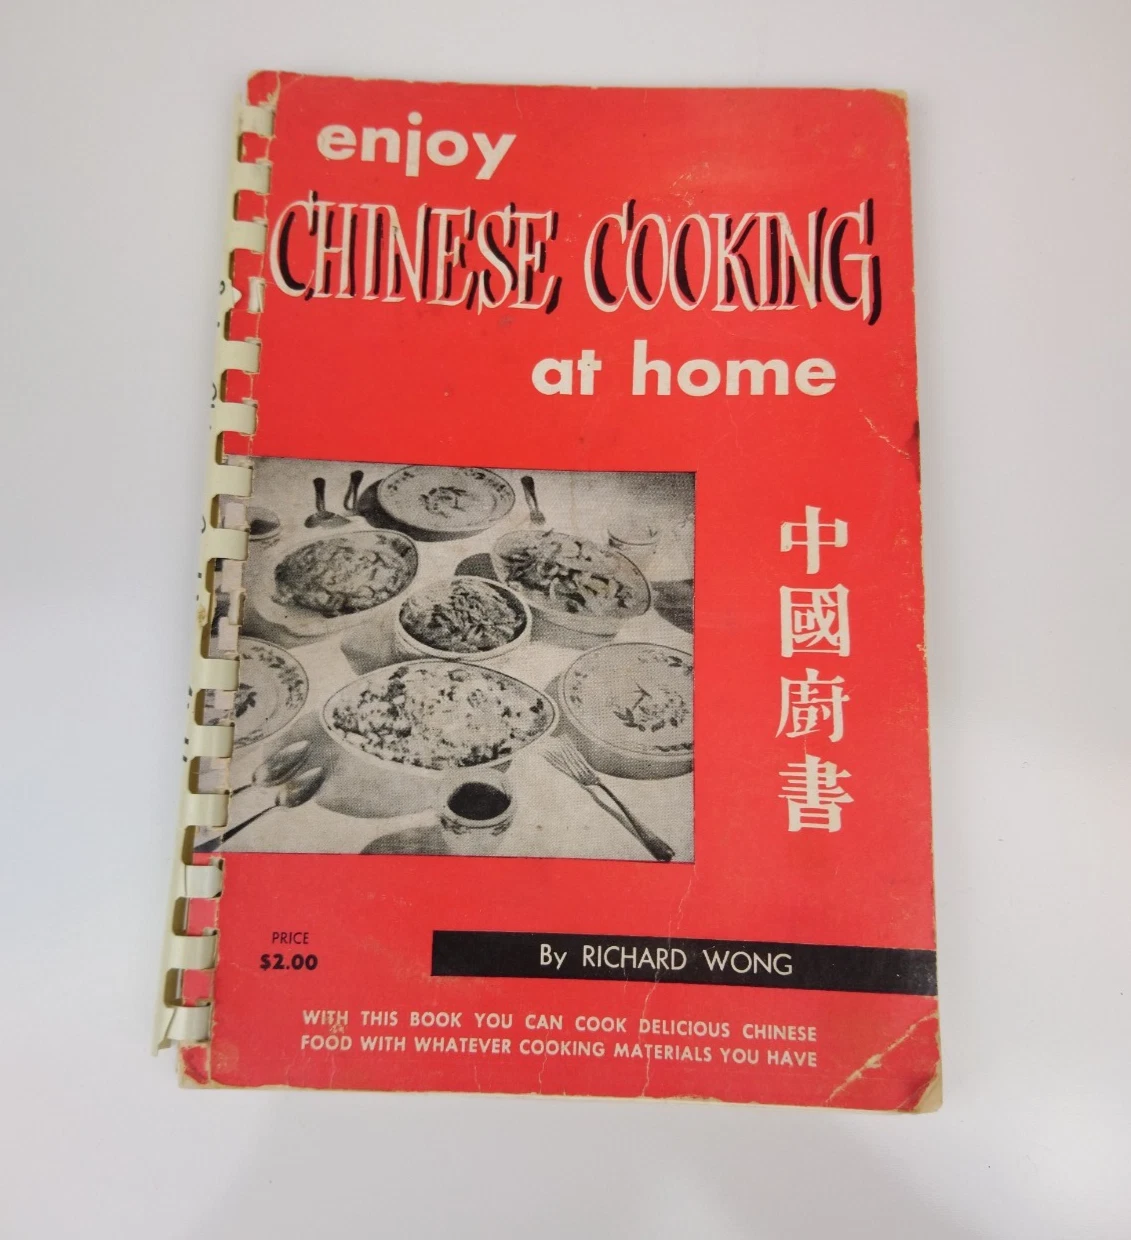 enjoy
CHINESE COOKING
at home
中國廚書
PRICE
$2.00
By RICHARD WONG
WITH THIS BOOK YOU CAN COOK DELICIOUS CHINESE
FOOD WITH WHATEVER COOKING MATERIALS YOU HAVE